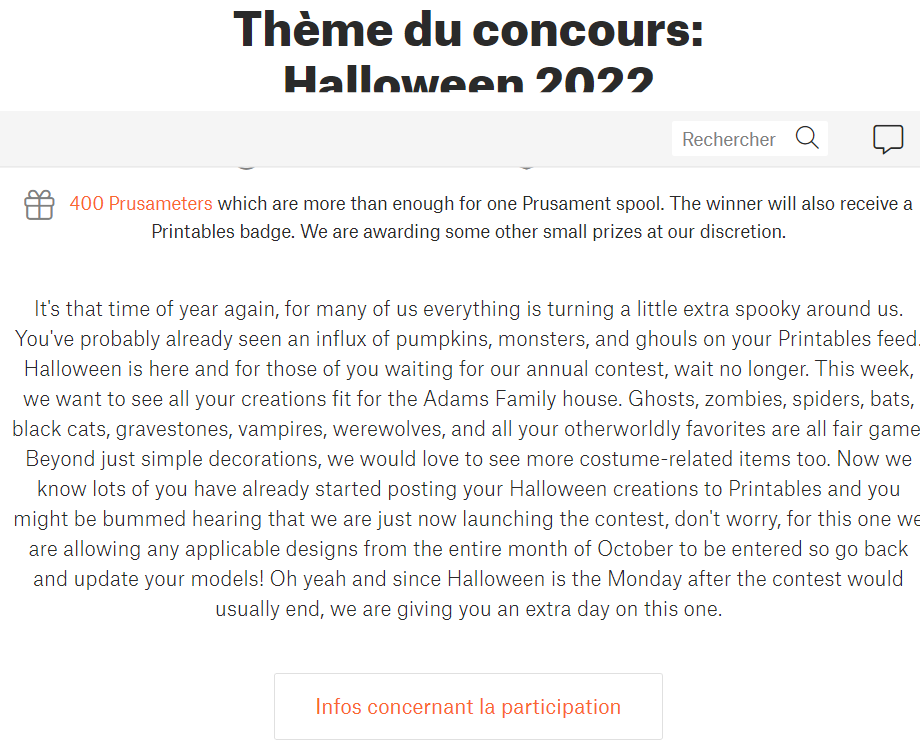 Thème du concours:
Halloween 2022
Rechercher
400 Prusameters which are more than enough for one Prusament spool. The winner will also receive a
Printables badge. We are awarding some other small prizes at our discretion.
It's that time of year again, for many of us everything is turning a little extra spooky around us.
You've probably already seen an influx of pumpkins, monsters, and ghouls on your Printables feed.
Halloween is here and for those of you waiting for our annual contest, wait no longer. This week,
we want to see all your creations fit for the Adams Family house. Ghosts, zombies, spiders, bats,
black cats, gravestones, vampires, werewolves, and all your otherworldly favorites are all fair game
Beyond just simple decorations, we would love to see more costume-related items too. Now we
know lots of you have already started posting your Halloween creations to Printables and you
might be bummed hearing that we are just now launching the contest, don't worry, for this one we
are allowing any applicable designs from the entire month of October to be entered so go back
and update your models! Oh yeah and since Halloween is the Monday after the contest would
usually end, we are giving you an extra day on this one.
Infos concernant la participation